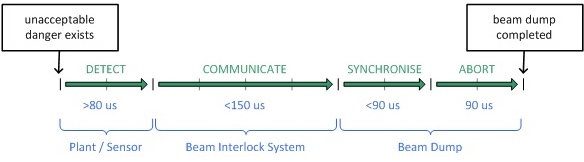 unacceptable
danger exists
beam dump
completed
DETECT
COMMUNICATE
SYNCHRONISE
ABORT
>80 us
<150 us
<90 us
90 us
Plant / Sensor
Beam Interlock System
Beam Dump